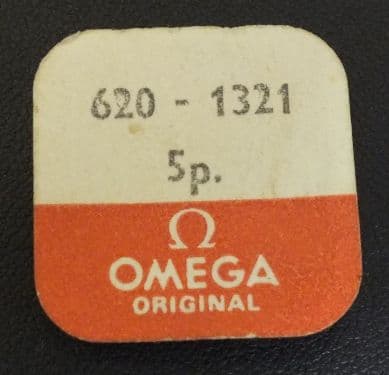 620 - 1321
5p.
Ω
OMEGA
ORIGINAL